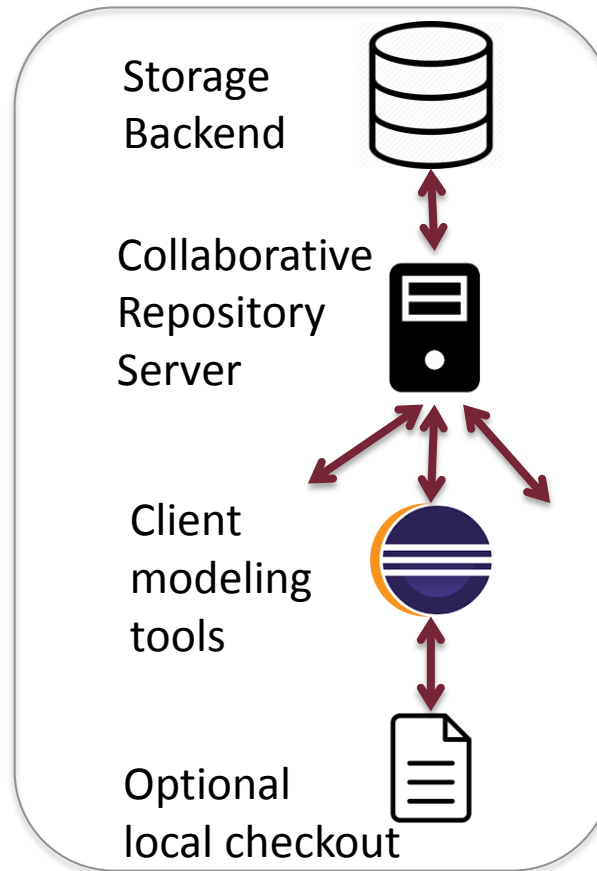 Storage
Backend
Collaborative
Repository
Server
Client
modeling
tools
Optional
local checkout